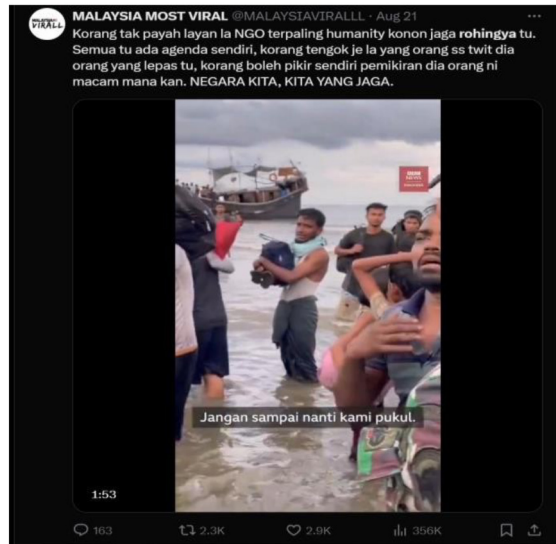 MALAYSIA MOST VIRAL @MALAYSIAVIRALLL · Aug 21
Korang tak payah layan la NGO terpaling humanity konon jaga rohingya tu.
Semua tu ada agenda sendiri, korang tengok je la yang orang ss twit dia
orang yang lepas tu, korang boleh pikir sendiri pemikiran dia orang ni
macam mana kan. NEGARA KITA, KITA YANG JAGA.
Jangan sampai nanti kami pukul.
1:53
163 2.3K 2.9K 356K